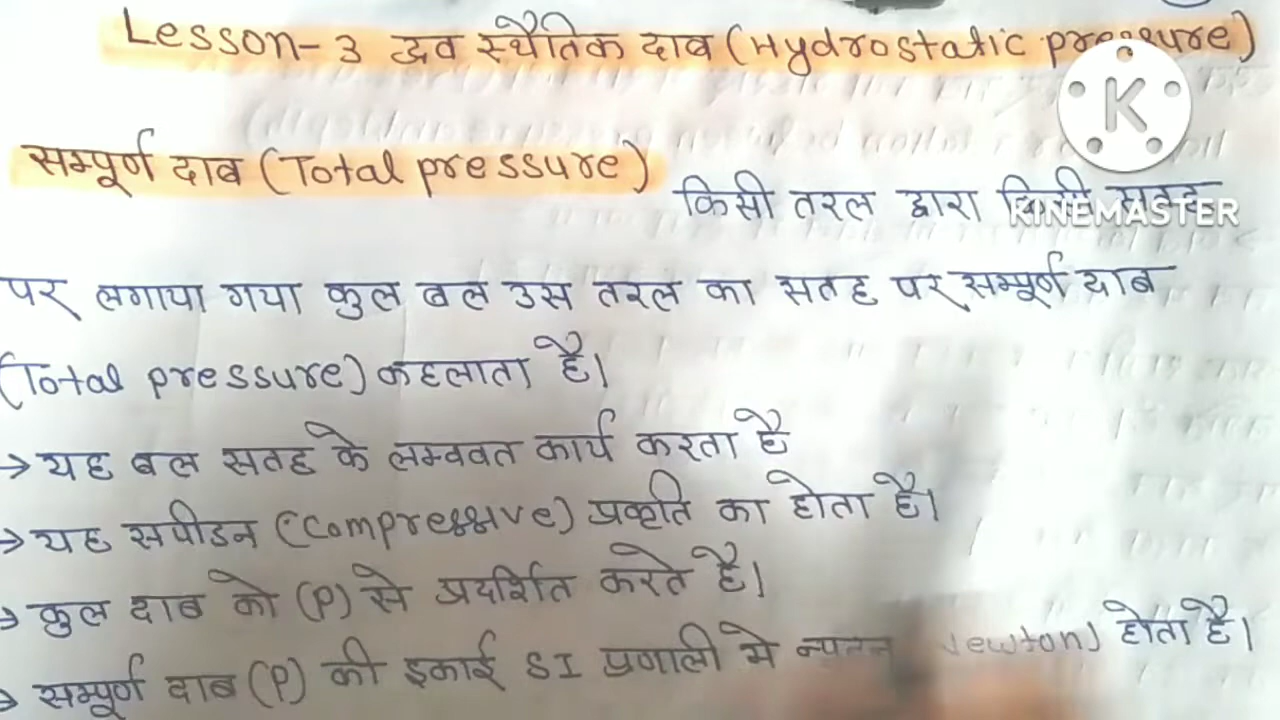 Lesson-3 द्रव स्थैतिक दाब (Hydrostatic pressure)
K
सम्पूर्ण दाब (Total pressure)
किसी तरल द्वारा किसी सतह
KINEMASTER
पर लगाया गया कुल बल उस तरल का सतह पर सम्पूर्ण दाब
(Total pressure) कहलाता है।
→ यह बल सतह के लम्बवत कार्य करता है
→ यह सपीडन (Compressive) प्रकृति का होता है।
→ कुल दाब को (P) से प्रदर्शित करते है।
→ सम्पूर्ण दाब (P) की इकाई SI प्रणाली मे न्यूतन Newton) होता है।